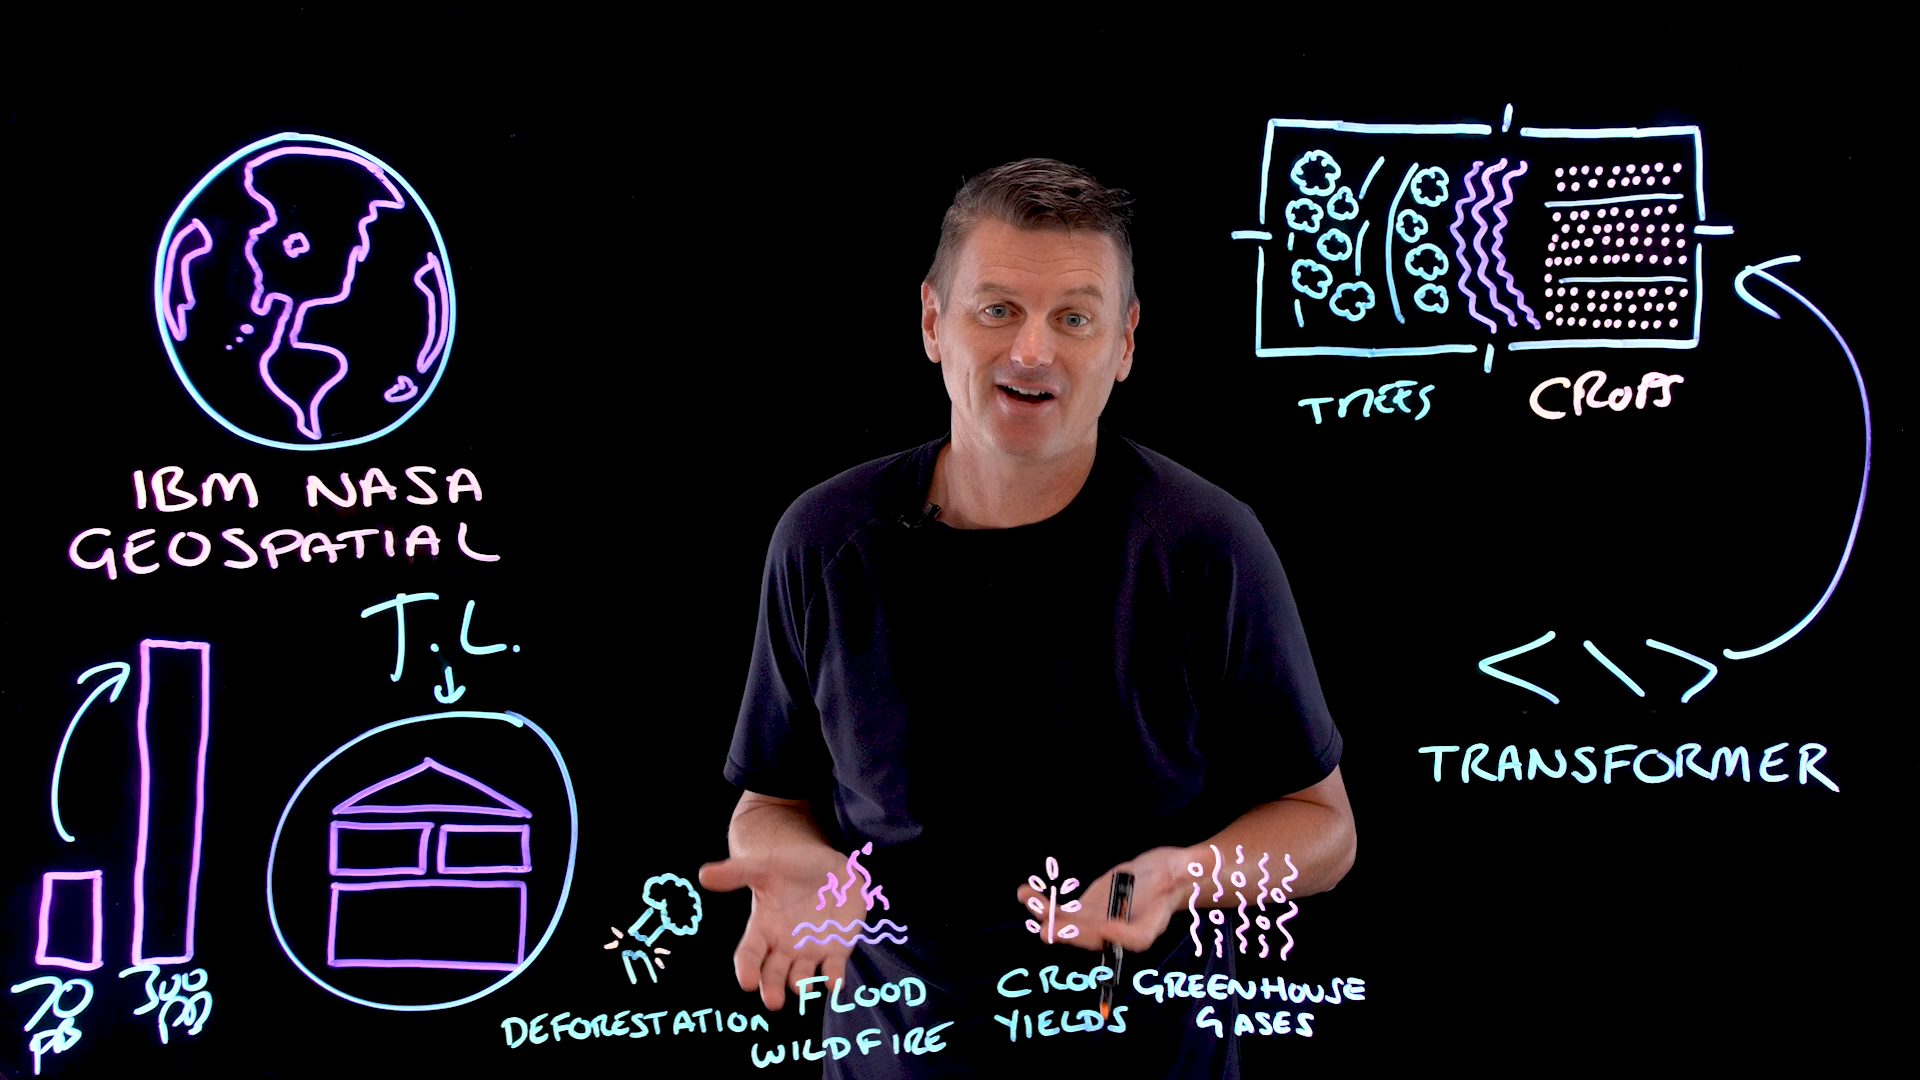 IBM NASA
GEOSPATIAL
T.L.
70
PB
300
PB
TREES
CROPS
<\>
TRANSFORMER
DEFORESTATION
FLOOD
WILDFIRE
CROP
YIELDS
GREENHOUSE
GASES